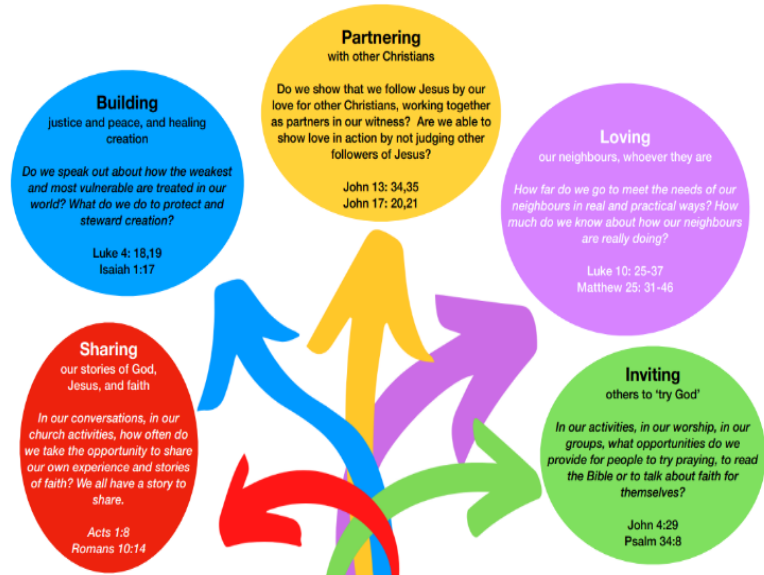 Partnering
with other Christians
Do we show that we follow Jesus by our
love for other Christians, working together
as partners in our witness? Are we able to
show love in action by not judging other
followers of Jesus?
John 13: 34,35
John 17: 20,21
Building
justice and peace, and healing
creation
Do we speak out about how the weakest
and most vulnerable are treated in our
world? What do we do to protect and
steward creation?
Luke 4: 18,19
Isaiah 1:17
Loving
our neighbours, whoever they are
How far do we go to meet the needs of our
neighbours in real and practical ways? How
much do we know about how our neighbours
are really doing?
Luke 10: 25-37
Matthew 25: 31-46
Sharing
our stories of God,
Jesus, and faith
In our conversations, in our
church activities, how often do
we take the opportunity to share
our own experience and stories
of faith? We all have a story to
share.
Acts 1:8
Romans 10:14
Inviting
others to ‘try God’
In our activities, in our worship, in our
groups, what opportunities do we
provide for people to try praying, to read
the Bible or to talk about faith for
themselves?
John 4:29
Psalm 34:8